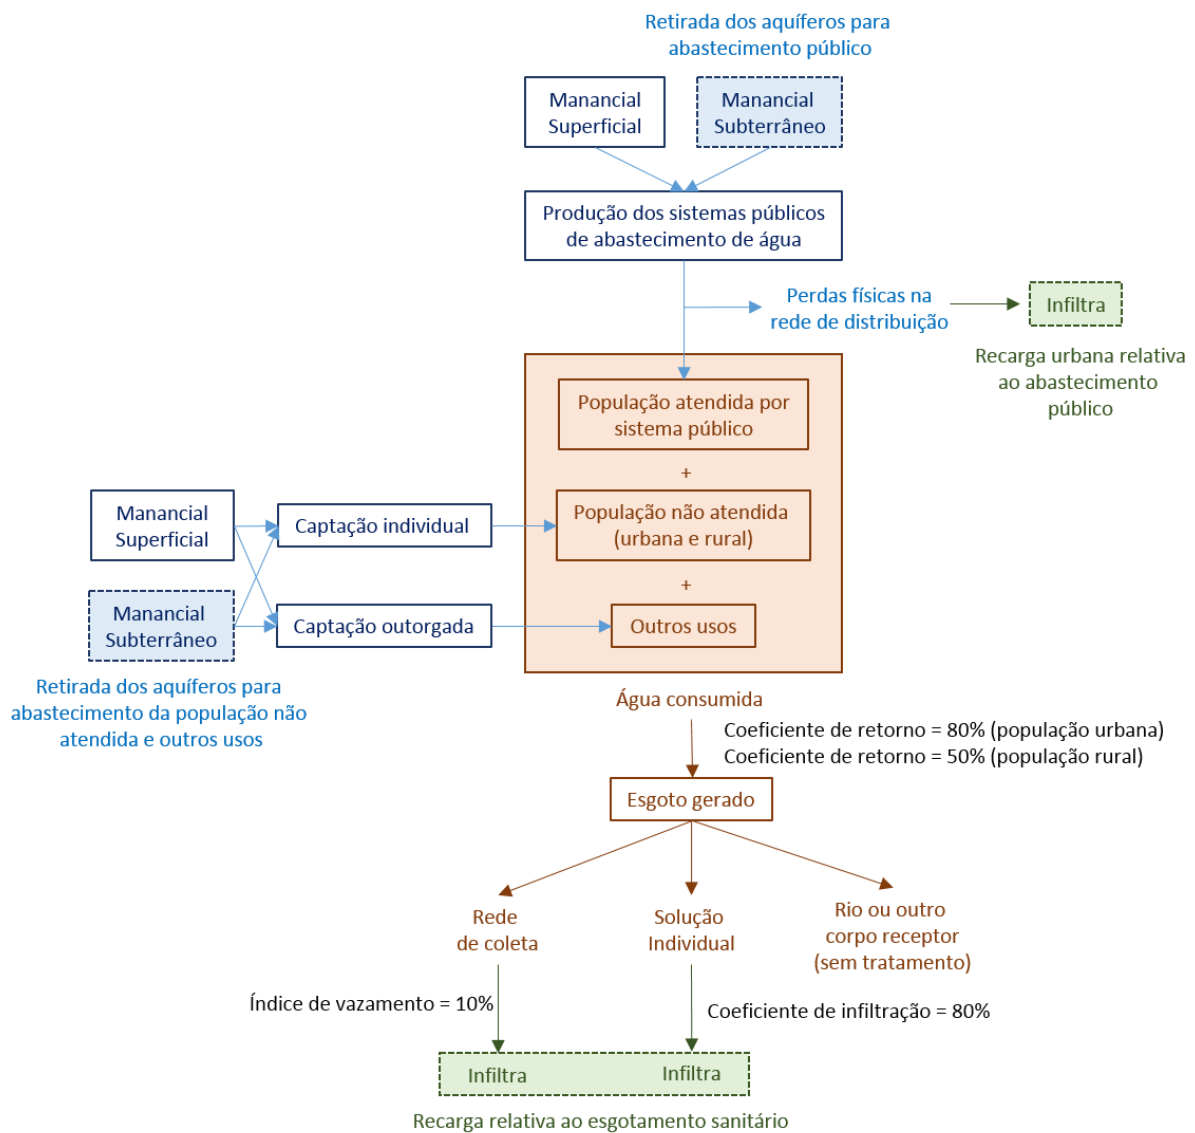 Retirada dos aquíferos para
abastecimento público
Manancial
Superficial
Manancial
Subterrâneo
Produção dos sistemas públicos
de abastecimento de água
Perdas físicas na
rede de distribuição
Infiltra
Recarga urbana relativa
ao abastecimento
público
População atendida por
sistema público
+
População não atendida
(urbana e rural)
+
Outros usos
Manancial
Superficial
Captação individual
Manancial
Subterrâneo
Captação outorgada
Retirada dos aquíferos para
abastecimento da população não
atendida e outros usos
Água consumida
Coeficiente de retorno = 80% (população urbana)
Coeficiente de retorno = 50% (população rural)
Esgoto gerado
Rede
de coleta
Solução
Individual
Rio ou outro
corpo receptor
(sem tratamento)
Índice de vazamento = 10%
Coeficiente de infiltração = 80%
Infiltra
Infiltra
Recarga relativa ao esgotamento sanitário